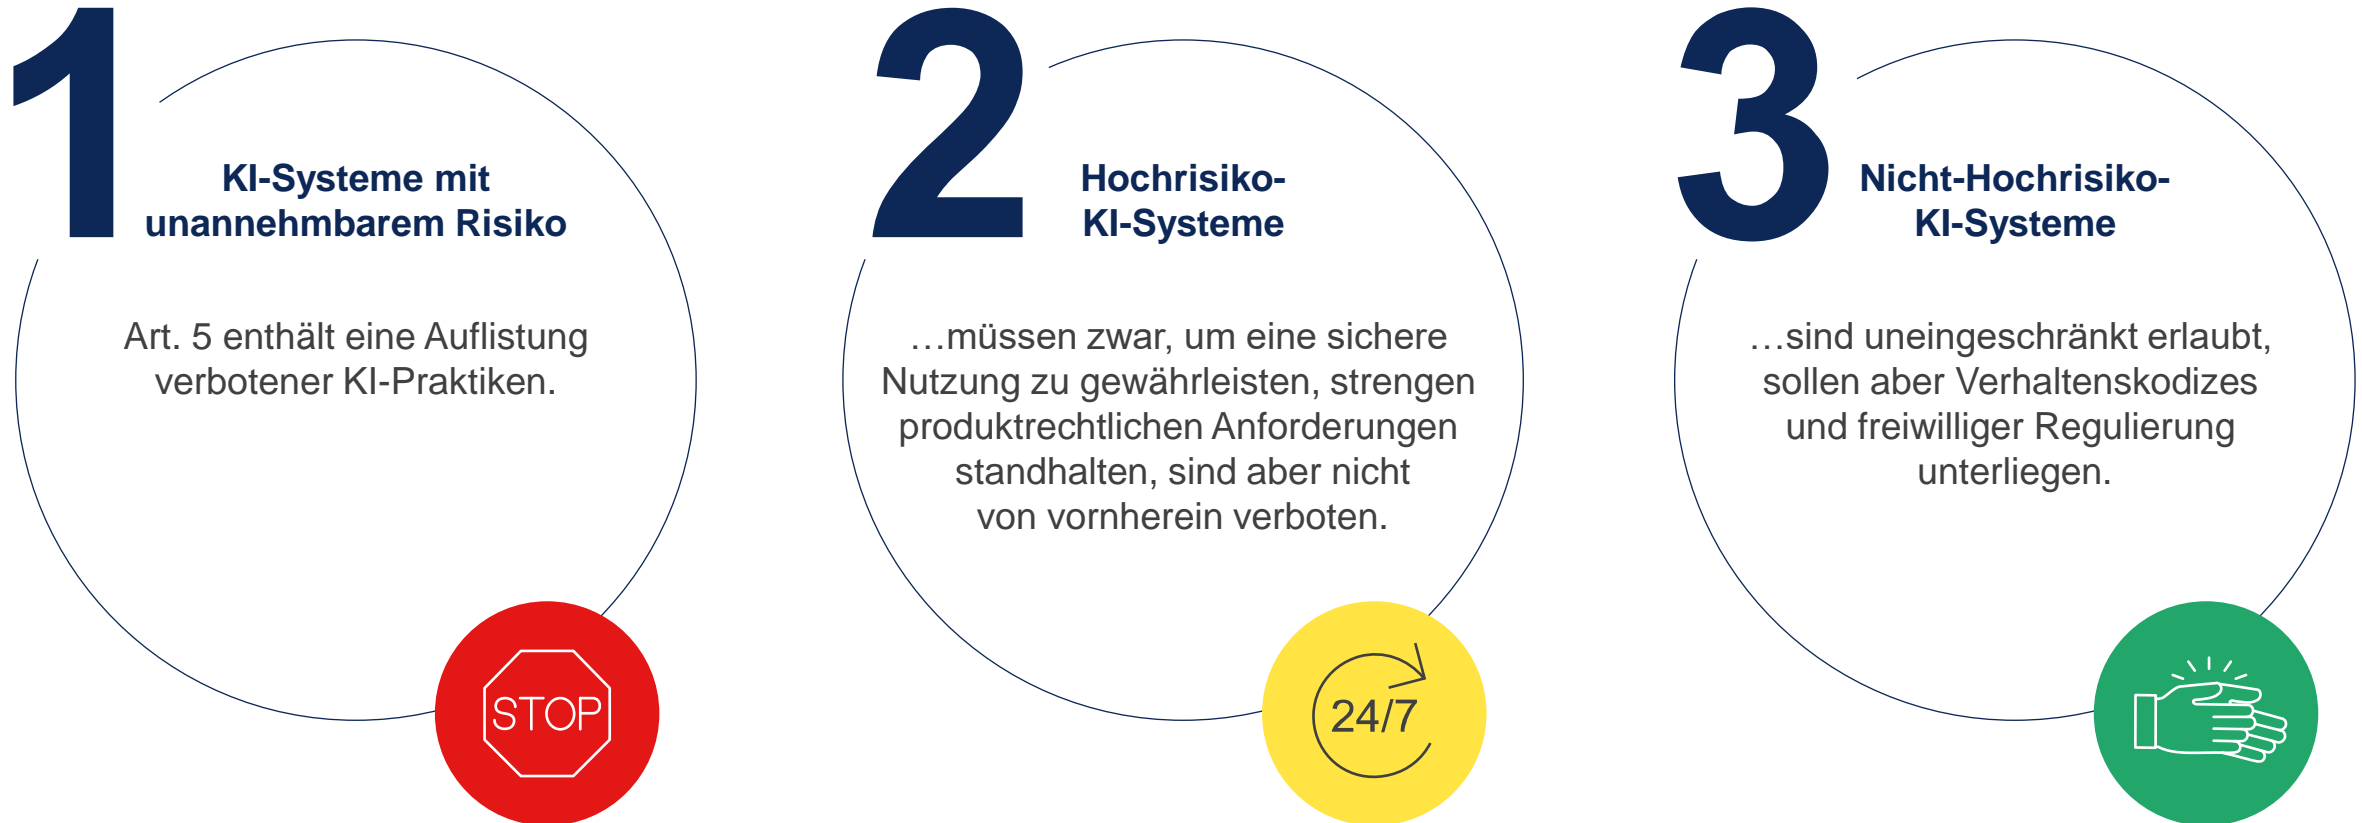 1
KI-Systeme mit
unannehmbarem Risiko
Art. 5 enthält eine Auflistung
verbotener KI-Praktiken.
STOP
2
Hochrisiko-
KI-Systeme
…müssen zwar, um eine sichere
Nutzung zu gewährleisten, strengen
produktrechtlichen Anforderungen
standhalten, sind aber nicht
von vornherein verboten.
24/7
3
Nicht-Hochrisiko-
KI-Systeme
…sind uneingeschränkt erlaubt,
sollen aber Verhaltenskodizes
und freiwilliger Regulierung
unterliegen.